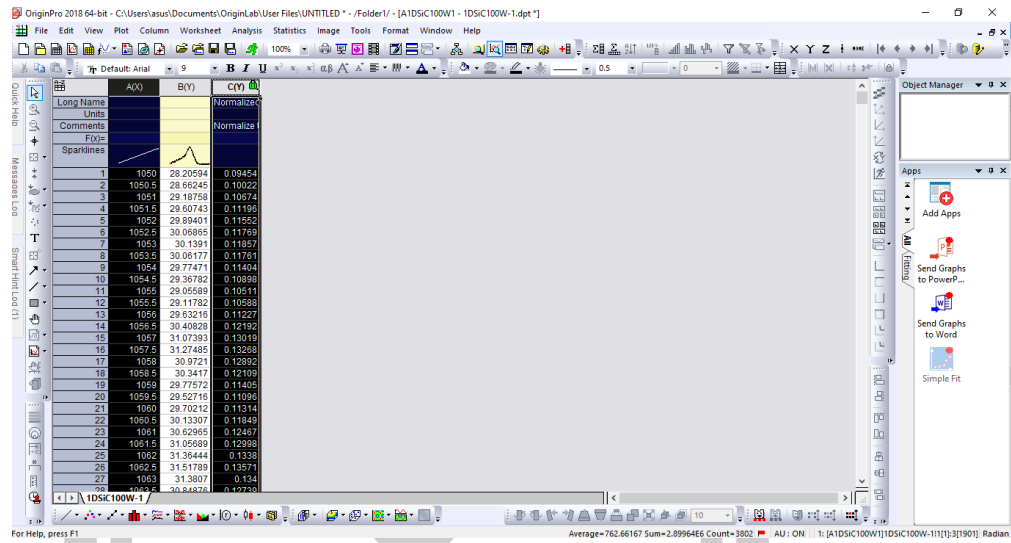 OriginPro 2018 64-bit - C:\Users\asus\Documents\OriginLab\User Files\UNTITLED * - /Folder1/ - [A1DSiC100W1 - 1DSiC100W-1.dpt *]
File Edit View Plot Column Worksheet Analysis Statistics Image Tools Format Window Help
100%
Default: Arial 9 B I U αβ A A A 0.5 0
X Y Z
Quick Help
Messages Log
Smart Hint Log (1)
A(X) B(Y) C(Y)
Long Name Normalized
Units
Comments Normalize
F(x)=
Sparklines
1 1050 28.20594 0.09454
2 1050.5 28.66245 0.10022
3 1051 29.18758 0.10674
4 1051.5 29.60743 0.11196
5 1052 29.89401 0.11552
6 1052.5 30.06865 0.11769
7 1053 30.1391 0.11857
8 1053.5 30.06177 0.11761
9 1054 29.77471 0.11404
10 1054.5 29.36782 0.10898
11 1055 29.05589 0.10511
12 1055.5 29.11782 0.10588
13 1056 29.63216 0.11227
14 1056.5 30.40828 0.12192
15 1057 31.07393 0.13019
16 1057.5 31.27485 0.13268
17 1058 30.9721 0.12892
18 1058.5 30.3417 0.12109
19 1059 29.77572 0.11405
20 1059.5 29.52716 0.11096
21 1060 29.70212 0.11314
22 1060.5 30.13307 0.11849
23 1061 30.62965 0.12467
24 1061.5 31.05689 0.12998
25 1062 31.36444 0.1338
26 1062.5 31.51789 0.13571
27 1063 31.3807 0.134
28 1063.5 30.84876 0.12739
1DSiC100W-1
Object Manager
Apps
All
Fitting
Add Apps
Send Graphs
to PowerP...
Send Graphs
to Word
Simple Fit
10
For Help, press F1 Average=762.66167 Sum=2.89964E6 Count=3802 AU : ON 1: [A1DSiC100W1]1DSiC100W-1!1[1]:3[1901] Radian